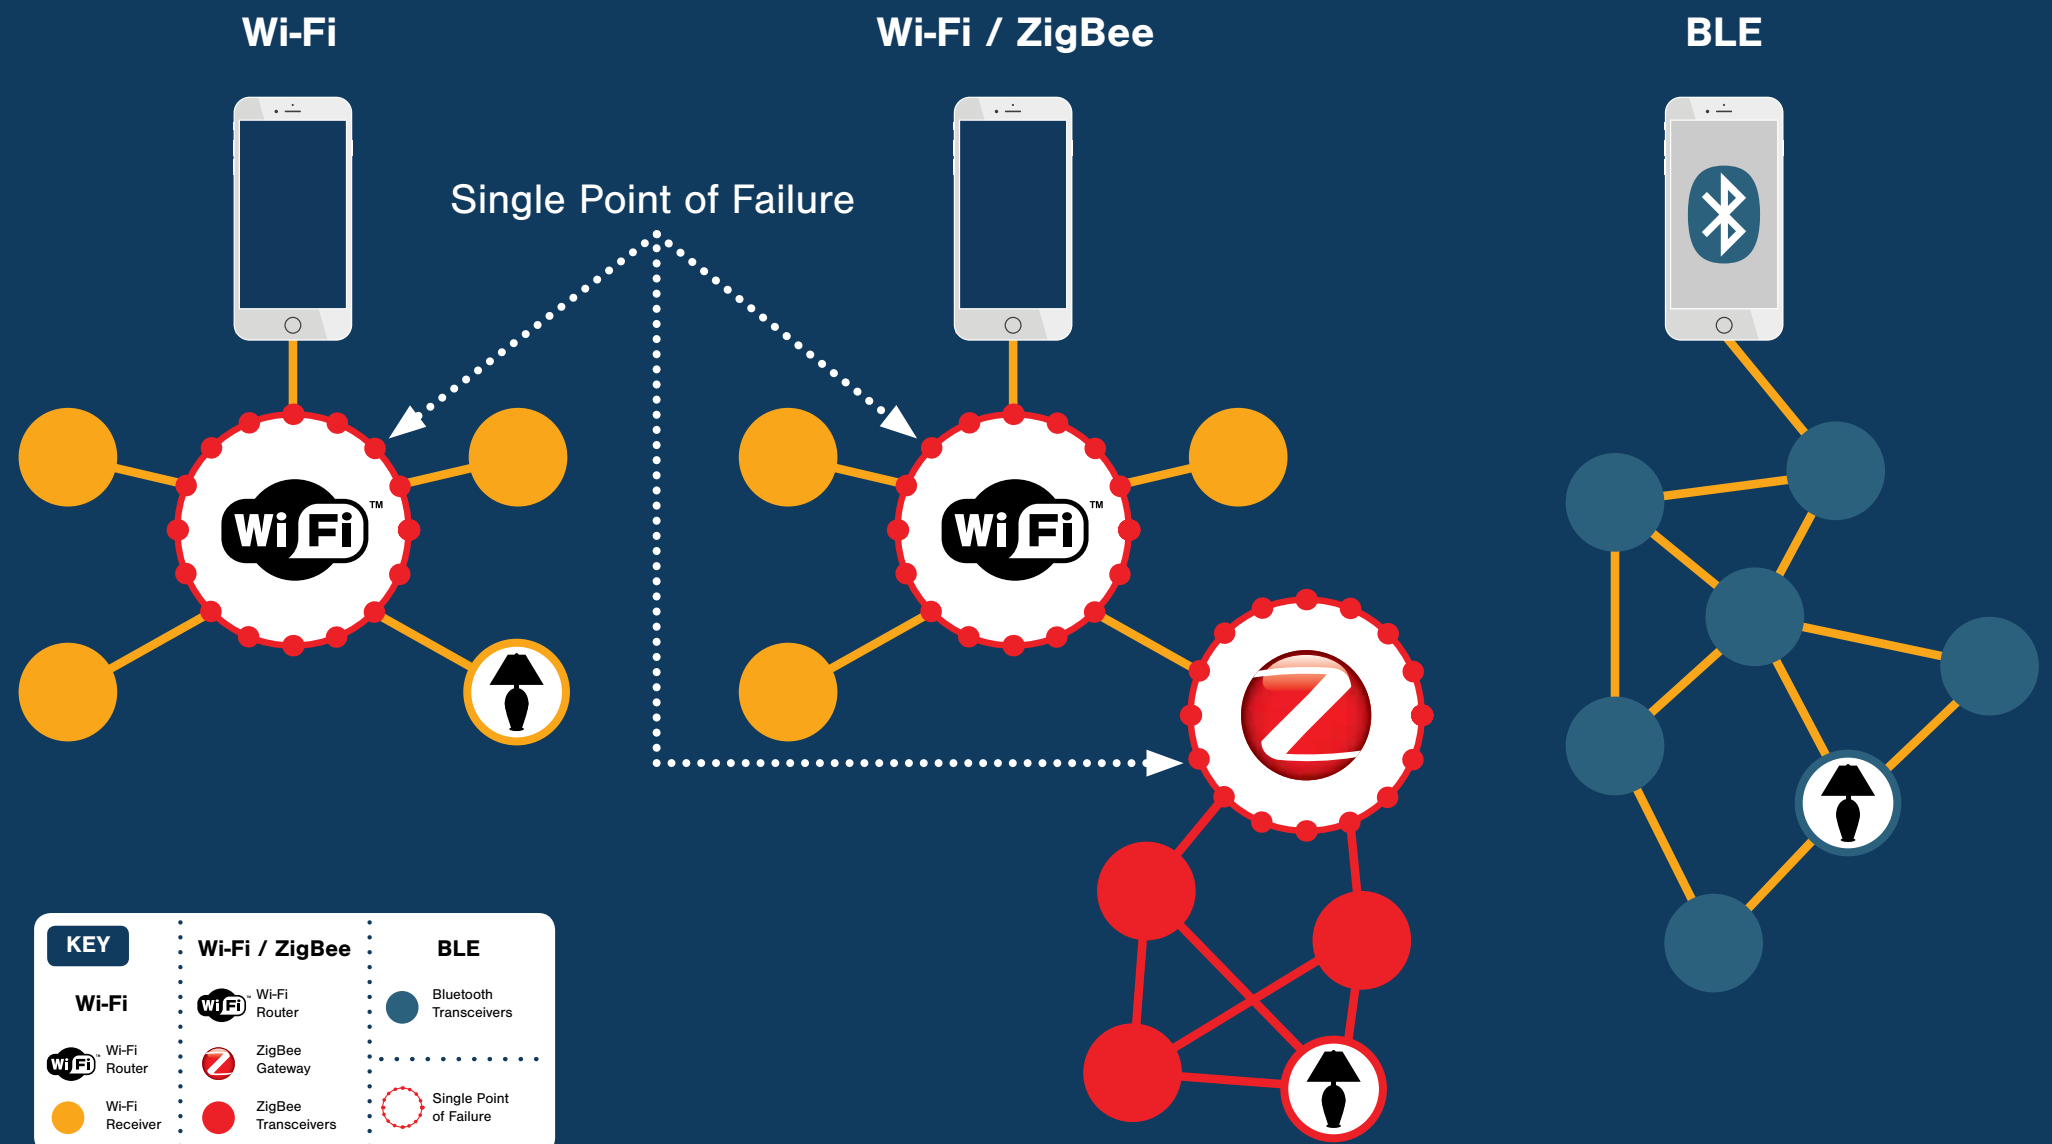 Wi-Fi
Wi-Fi / ZigBee
BLE
Single Point of Failure
Wi Fi ™
Wi Fi ™
Z
KEY
Wi-Fi
Wi Fi ™
Wi-Fi
Router
Wi-Fi
Receiver
Wi-Fi / ZigBee
Wi Fi ™
Wi-Fi
Router
Z
ZigBee
Gateway
ZigBee
Transceivers
BLE
Bluetooth
Transceivers
Single Point
of Failure